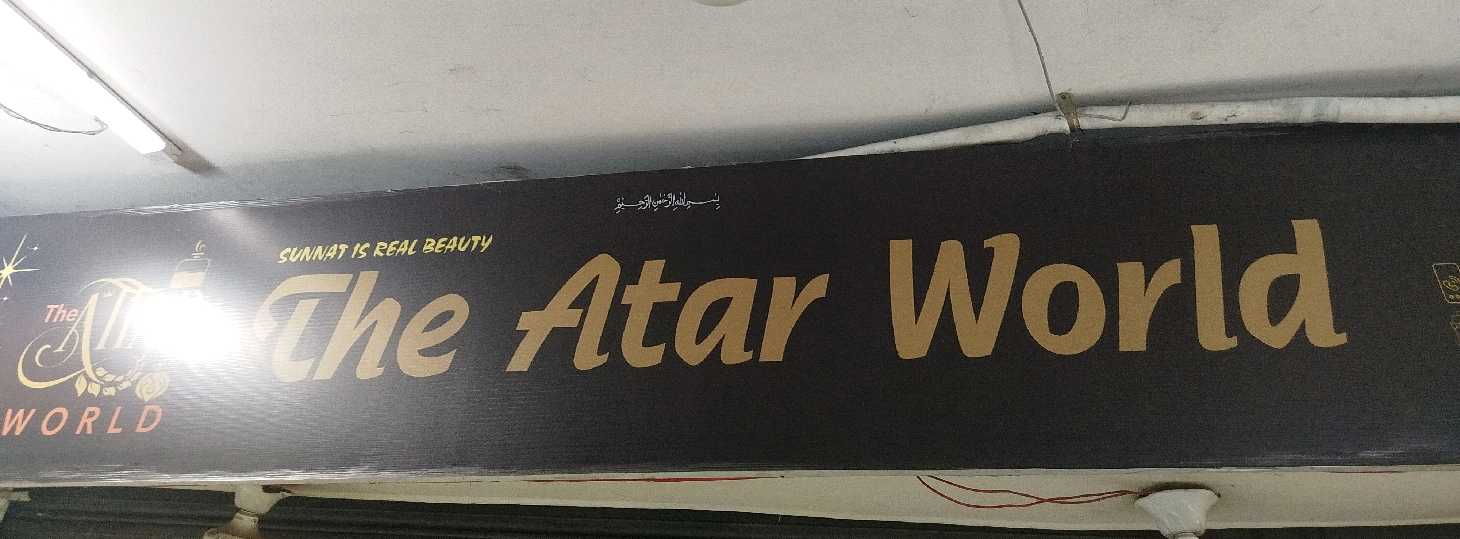 بسم الله الرحمن الرحيم
SUNNAT IS REAL BEAUTY
The Atar World
The
WORLD